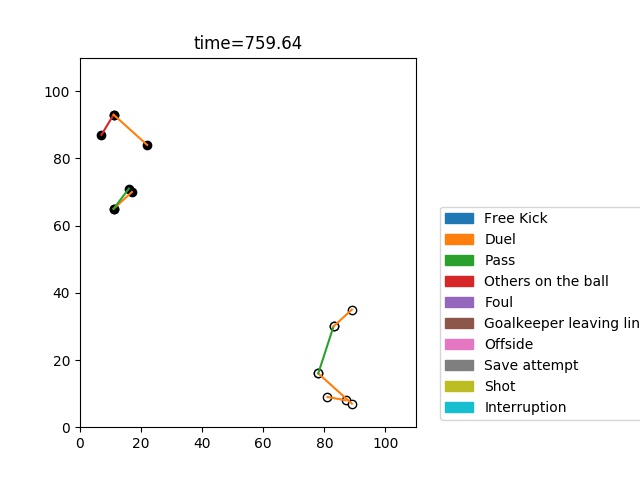 time=759.64
100
80
60
40
20
0
0 20 40 60 80 100
Free Kick
Duel
Pass
Others on the ball
Foul
Goalkeeper leaving lin
Offside
Save attempt
Shot
Interruption